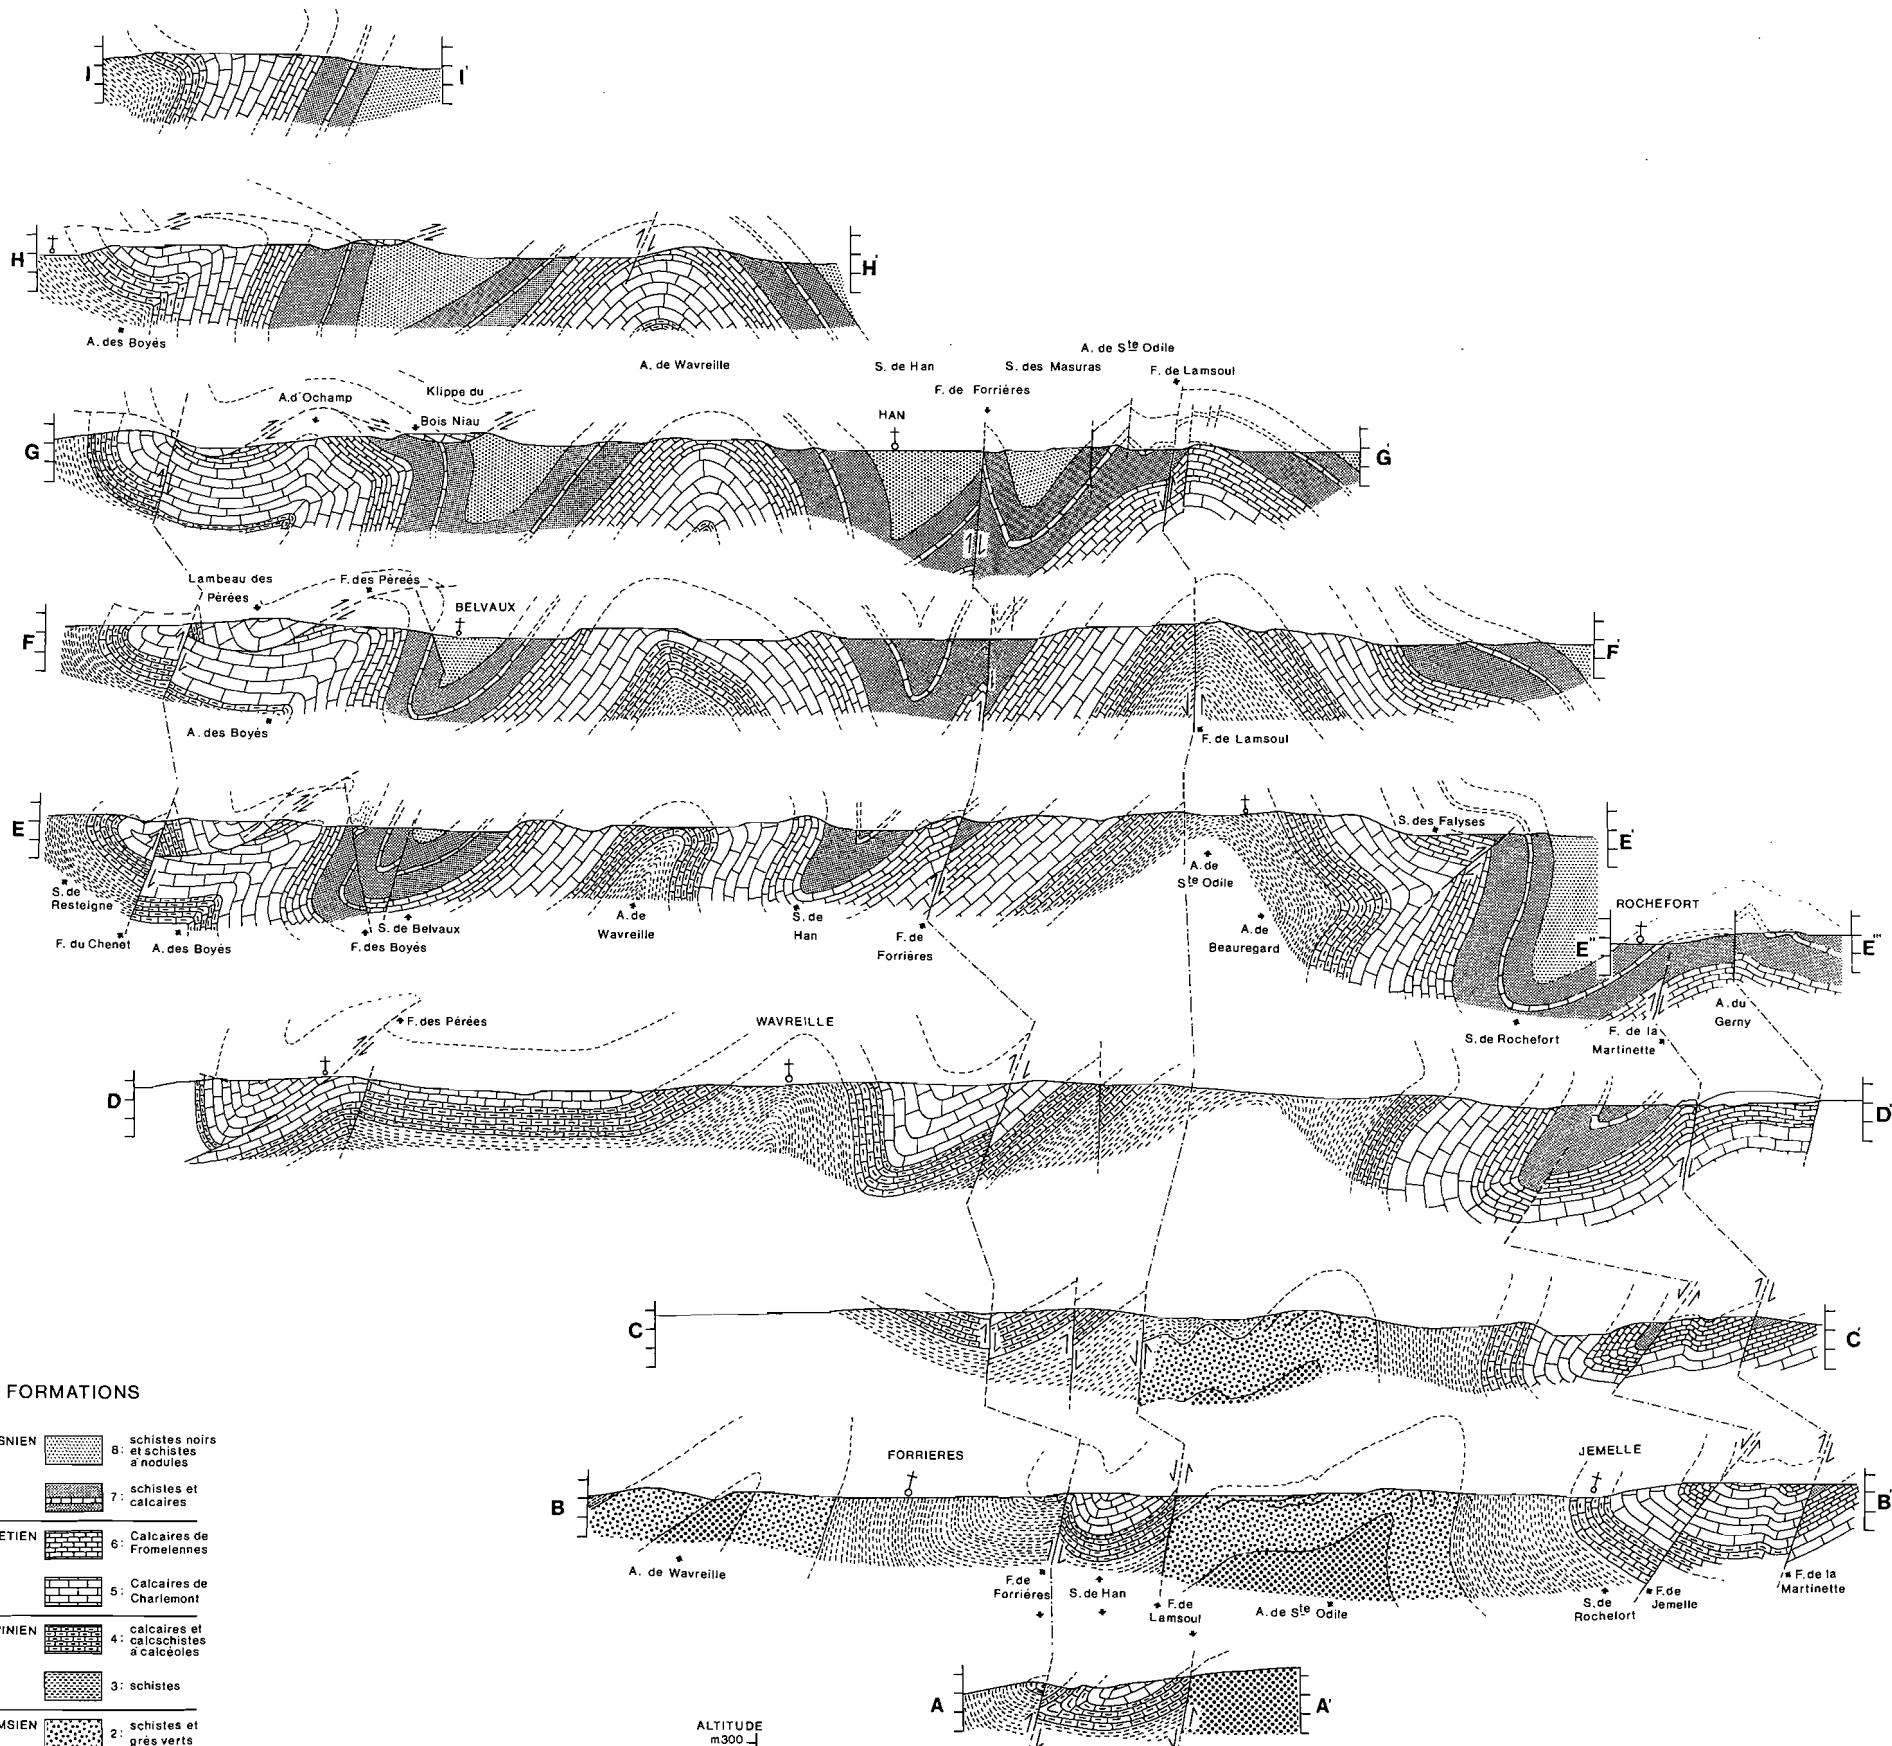 I'
H
H'
A. des Boyés
A. de Wavreille
S. de Han
S. des Masuras
A. de Ste Odile
F. de Lamsoul
F. de Forrières
A.d'Ochamp
Klippe du
Bois Niau
HAN
G
G'
Lambeau des
Pérées
F. des Péreés
BELVAUX
F
F'
A. des Boyés
F. de Lamsoul
E
E'
S. des Falyses
S. de
Resteigne
F. du Chenet
A. des Boyés
S. de Belvaux
F. des Boyés
A. de
Wavreille
S. de
Han
F. de
Forrières
A. de
Ste Odile
A. de
Beauregard
ROCHEFORT
E''
E'''
S. de Rochefort
F. de la
Martinette
A. du
Gerny
F. des Pérées
WAVREILLE
D
D'
C
C'
FORMATIONS
SNIEN
8: schistes noirs
et schistes
à nodules
7: schistes et
calcaires
ETIEN
6: Calcaires de
Fromelennes
5: Calcaires de
Charlemont
INIEN
4: calcaires et
calcschistes
à calcéoles
3: schistes
MSIEN
2: schistes et
grès verts
FORRIERES
JEMELLE
B
B'
A. de Wavreille
F. de
Forrières
S. de Han
F. de
Lamsoul
A. de Ste Odile
S. de
Rochefort
F. de
Jemelle
F. de la
Martinette
A
A'
ALTITUDE
m300